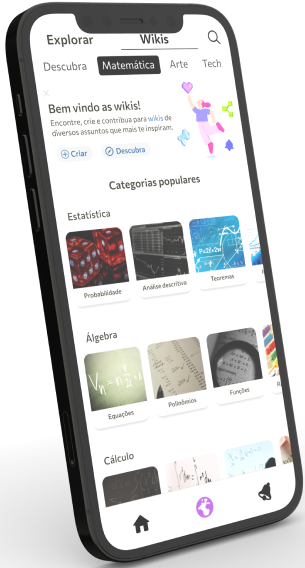 Explorar Wikis
Descubra Matemática Arte Tech
Bem vindo as wikis!
Encontre, crie e contribua para wikis de
diversos assuntos que mais te inspiram.
Criar Descubra
Categorias populares
Estatística
Probabilidade Análise descritiva Teoremas
Álgebra
Equações Polinômios Funções
Cálculo